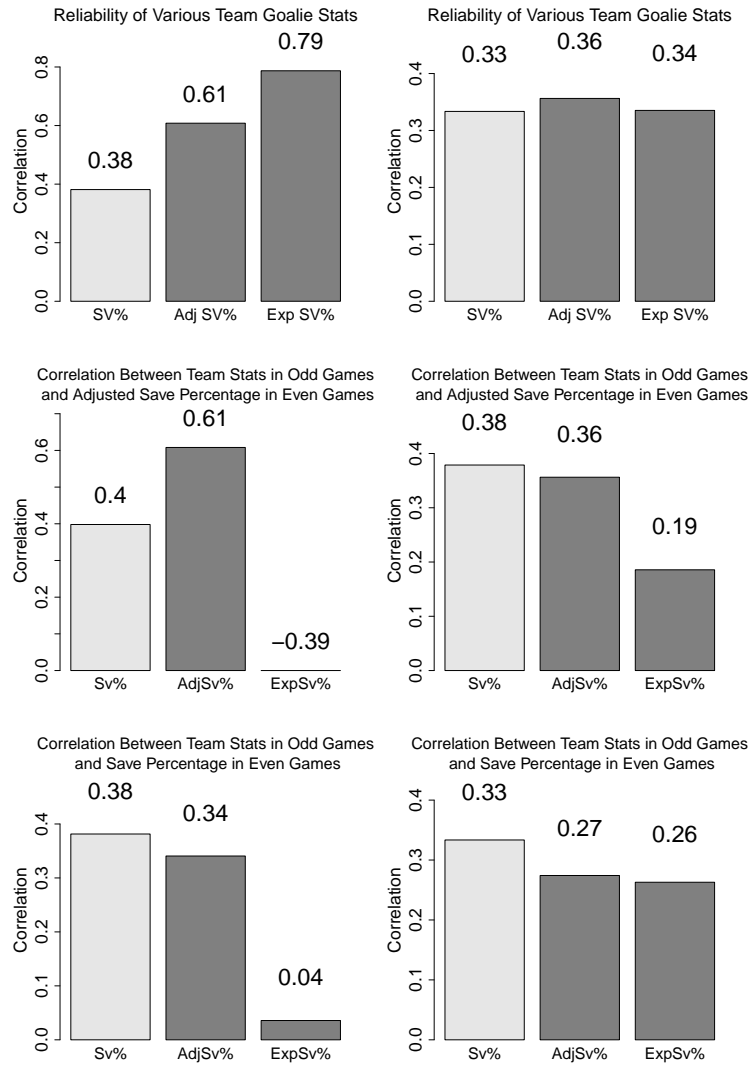 Reliability of Various Team Goalie Stats
0.79
0.61
0.38
Correlation
0.0
0.2
0.4
0.6
0.8
SV%
Adj SV%
Exp SV%
Reliability of Various Team Goalie Stats
0.33
0.36
0.34
Correlation
0.0
0.1
0.2
0.3
0.4
SV%
Adj SV%
Exp SV%
Correlation Between Team Stats in Odd Games
and Adjusted Save Percentage in Even Games
0.61
0.4
−0.39
Correlation
0.0
0.2
0.4
0.6
Sv%
AdjSv%
ExpSv%
Correlation Between Team Stats in Odd Games
and Adjusted Save Percentage in Even Games
0.38
0.36
0.19
Correlation
0.0
0.1
0.2
0.3
0.4
Sv%
AdjSv%
ExpSv%
Correlation Between Team Stats in Odd Games
and Save Percentage in Even Games
0.38
0.34
0.04
Correlation
0.0
0.1
0.2
0.3
0.4
Sv%
AdjSv%
ExpSv%
Correlation Between Team Stats in Odd Games
and Save Percentage in Even Games
0.33
0.27
0.26
Correlation
0.0
0.1
0.2
0.3
0.4
Sv%
AdjSv%
ExpSv%